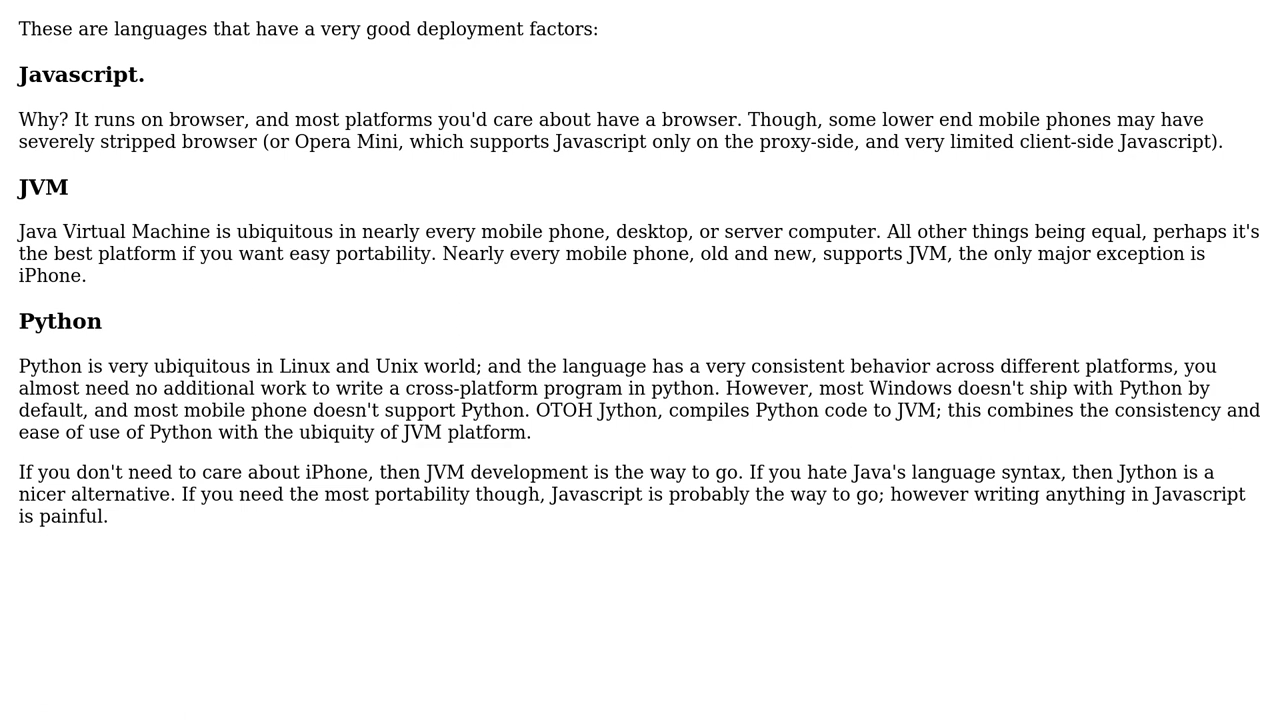 These are languages that have a very good deployment factors:
Javascript.
Why? It runs on browser, and most platforms you'd care about have a browser. Though, some lower end mobile phones may have
severely stripped browser (or Opera Mini, which supports Javascript only on the proxy-side, and very limited client-side Javascript).
JVM
Java Virtual Machine is ubiquitous in nearly every mobile phone, desktop, or server computer. All other things being equal, perhaps it's
the best platform if you want easy portability. Nearly every mobile phone, old and new, supports JVM, the only major exception is
iPhone.
Python
Python is very ubiquitous in Linux and Unix world; and the language has a very consistent behavior across different platforms, you
almost need no additional work to write a cross-platform program in python. However, most Windows doesn't ship with Python by
default, and most mobile phone doesn't support Python. OTOH Jython, compiles Python code to JVM; this combines the consistency and
ease of use of Python with the ubiquity of JVM platform.
If you don't need to care about iPhone, then JVM development is the way to go. If you hate Java's language syntax, then Jython is a
nicer alternative. If you need the most portability though, Javascript is probably the way to go; however writing anything in Javascript
is painful.